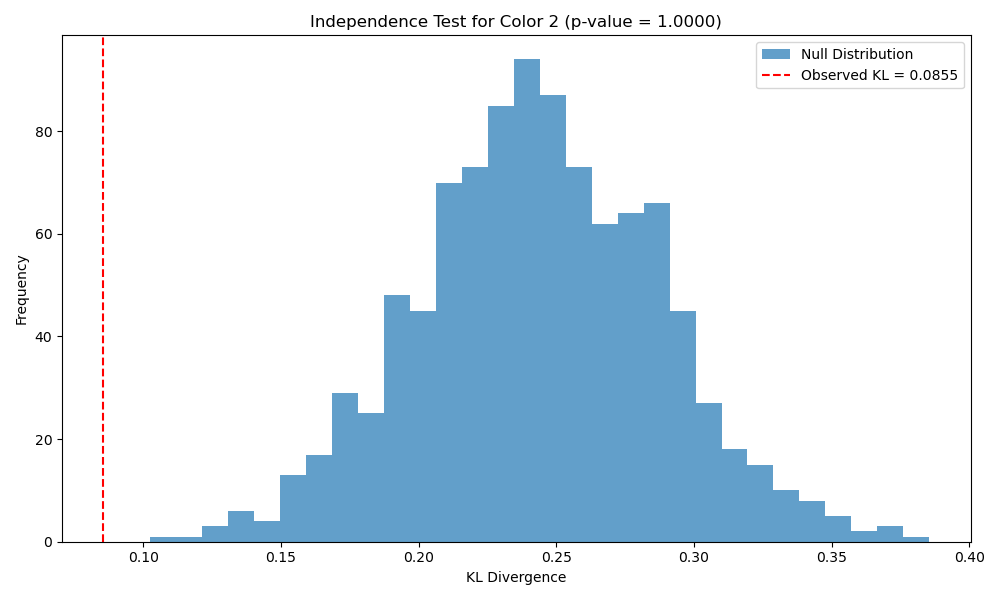 Independence Test for Color 2 (p-value = 1.0000)
Null Distribution
Observed KL = 0.0855
Frequency
80
60
40
20
0
0.10 0.15 0.20 0.25 0.30 0.35 0.40
KL Divergence